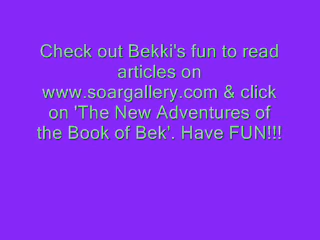 Check out Bekki's fun to read
articles on
www.soargallery.com & click
on 'The New Adventures of
the Book of Bek'. Have FUN!!!